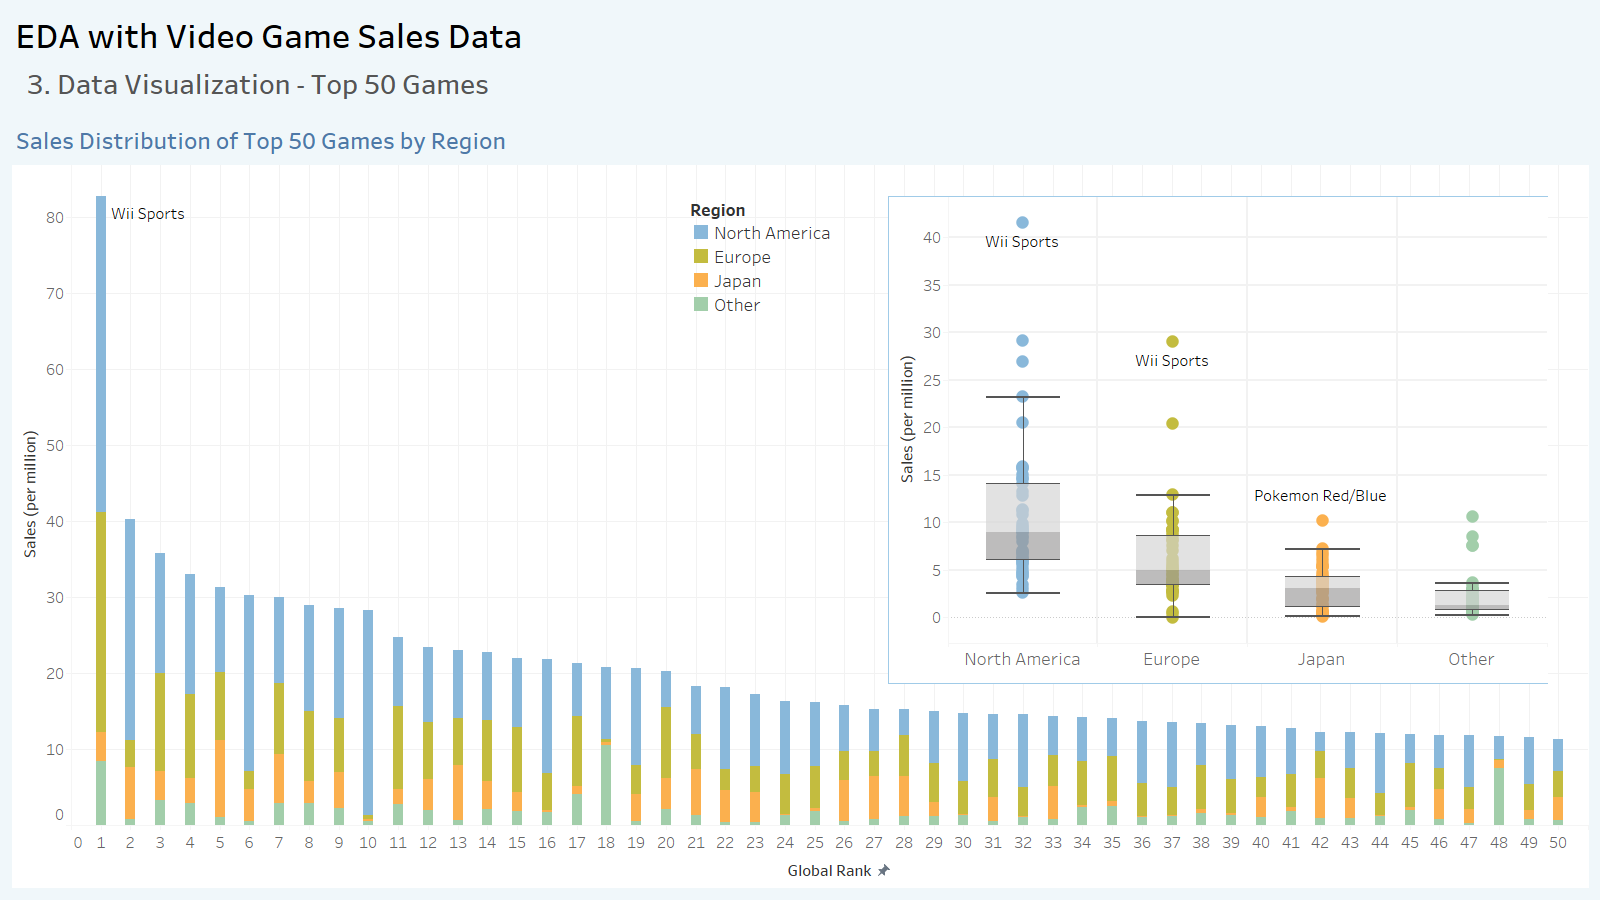 EDA with Video Game Sales Data
3. Data Visualization - Top 50 Games
Sales Distribution of Top 50 Games by Region
Sales (per million)
80
70
60
50
40
30
20
10
0
Wii Sports
Region
North America
Europe
Japan
Other
Sales (per million)
40
35
30
25
20
15
10
5
0
Wii Sports
Wii Sports
Pokemon Red/Blue
North America Europe Japan Other
0 1 2 3 4 5 6 7 8 9 10 11 12 13 14 15 16 17 18 19 20 21 22 23 24 25 26 27 28 29 30 31 32 33 34 35 36 37 38 39 40 41 42 43 44 45 46 47 48 49 50
Global Rank